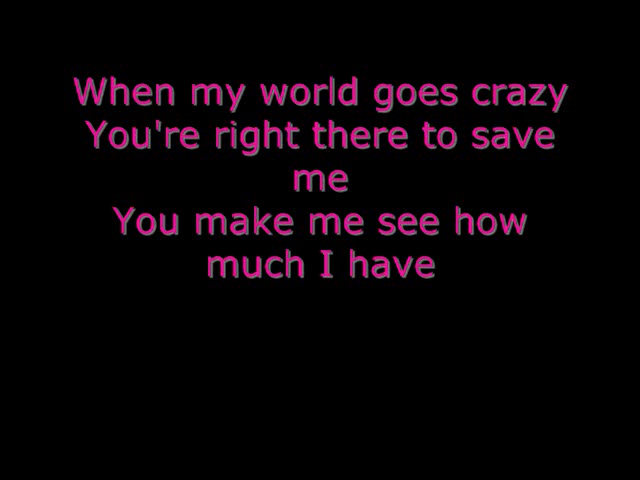 When my world goes crazy
You're right there to save
me
You make me see how
much I have